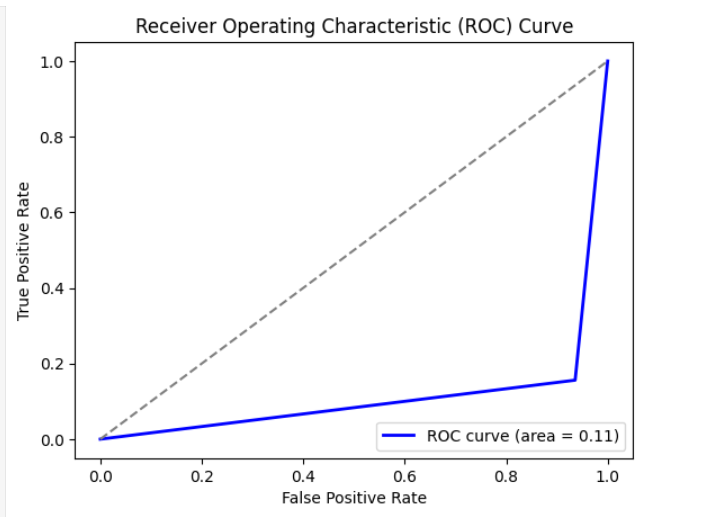 Receiver Operating Characteristic (ROC) Curve
1.0
0.8
0.6
0.4
0.2
0.0
True Positive Rate
ROC curve (area = 0.11)
0.0 0.2 0.4 0.6 0.8 1.0
False Positive Rate